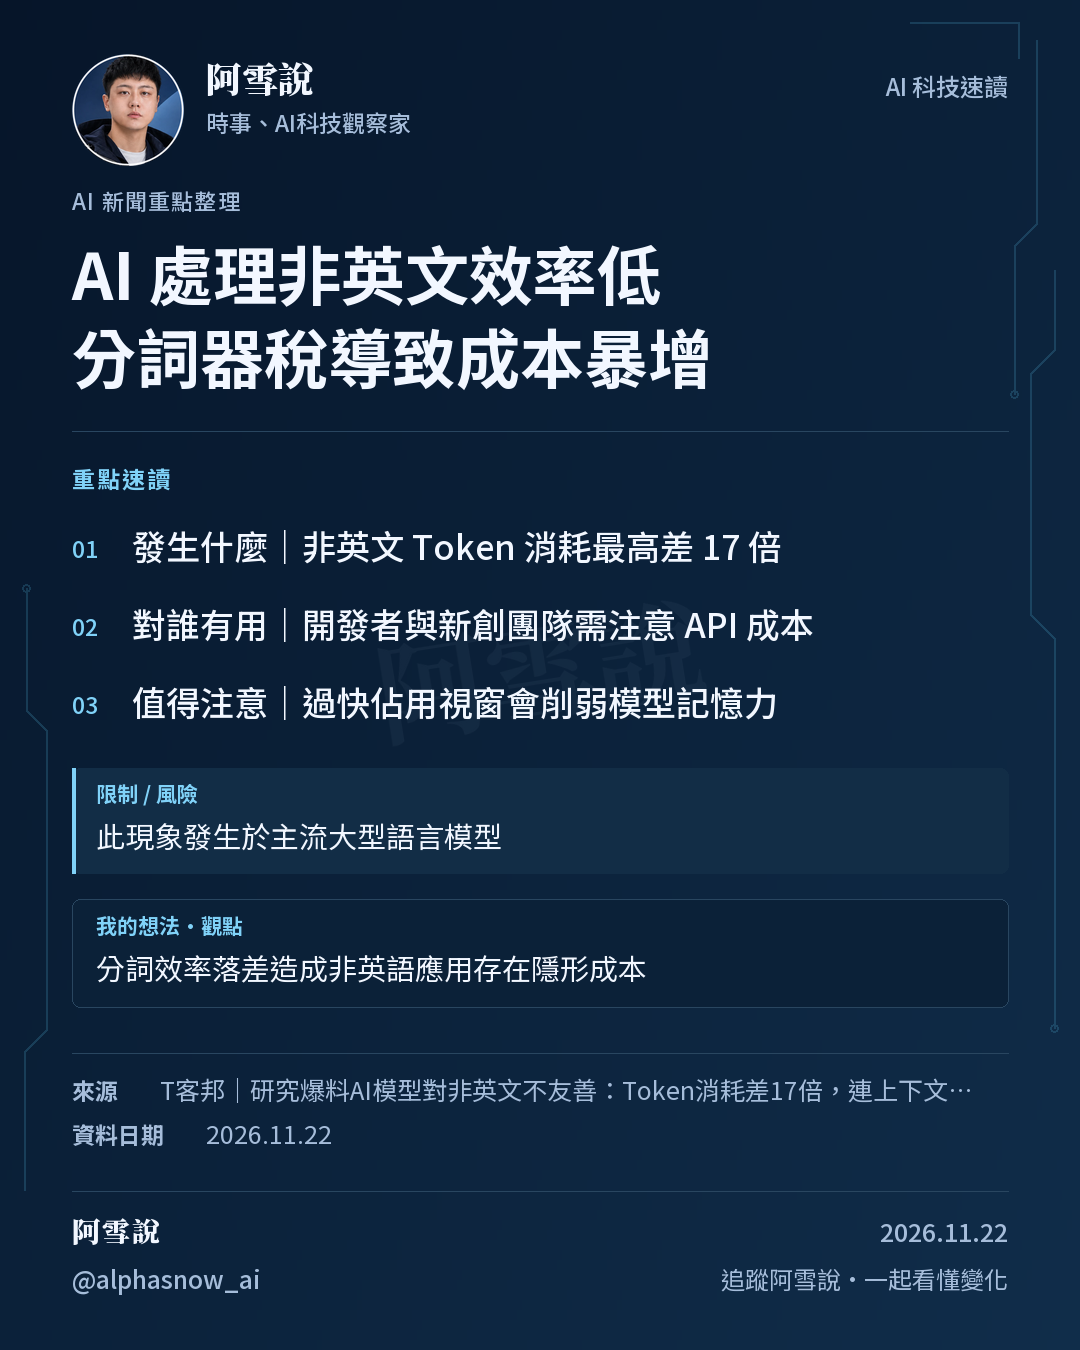 阿雪說
時事、AI科技觀察家
AI 科技速讀
AI 新聞重點整理
AI 處理非英文效率低
分詞器稅導致成本暴增
重點速讀
01 發生什麼｜非英文 Token 消耗最高差 17 倍
02 對誰有用｜開發者與新創團隊需注意 API 成本
03 值得注意｜過快佔用視窗會削弱模型記憶力
阿雪說
限制 / 風險
此現象發生於主流大型語言模型
我的想法・觀點
分詞效率落差造成非英語應用存在隱形成本
來源 T客邦｜研究爆料AI模型對非英文不友善：Token消耗差17倍，連上下文…
資料日期 2026.11.22
阿雪說
2026.11.22
@alphasnow_ai
追蹤阿雪說・一起看懂變化